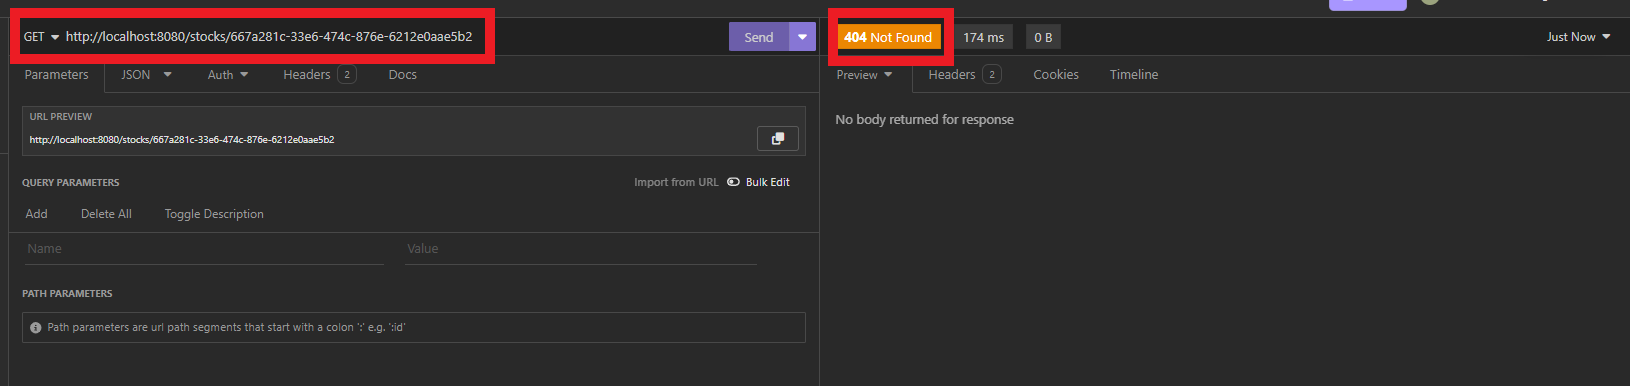 GET http://localhost:8080/stocks/667a281c-33e6-474c-876e-6212e0aae5b2 Send
404 Not Found 174 ms 0 B Just Now
Parameters JSON Auth Headers 2 Docs
Preview Headers 2 Cookies Timeline
URL PREVIEW
http://localhost:8080/stocks/667a281c-33e6-474c-876e-6212e0aae5b2
No body returned for response
QUERY PARAMETERS Import from URL Bulk Edit
Add Delete All Toggle Description
Name Value
PATH PARAMETERS
Path parameters are url path segments that start with a colon ':' e.g. ':id'